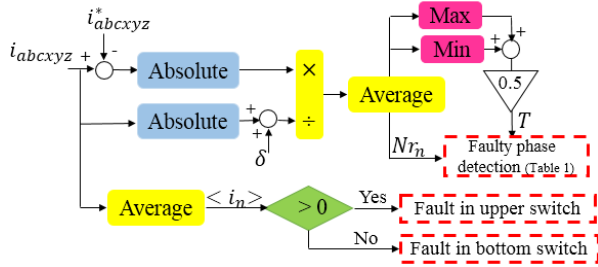 i*abcxyz
iabcxyz
+
-
Absolute
×
÷
Absolute
+
+
δ
Average
Max
Min
+
+
0.5
T
Nrn
Faulty phase
detection (Table 1)
Average
< in >
> 0
Yes
Fault in upper switch
No
Fault in bottom switch